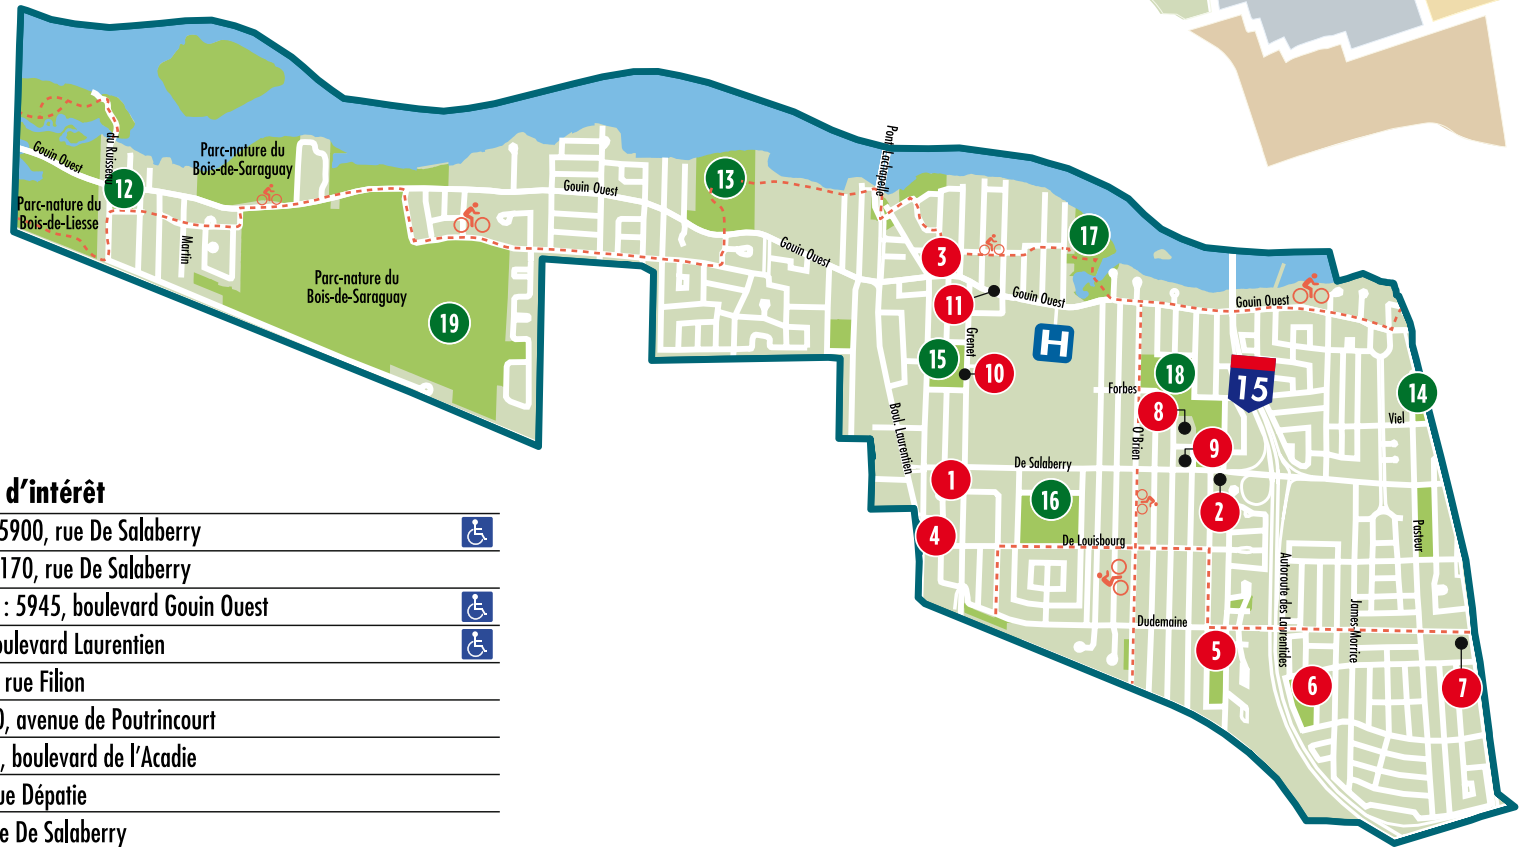 Gouin Ouest
du Ruisseau
12
Parc-nature du
Bois-de-Liesse
Parc-nature du
Bois-de-Saraguay
Martin
Parc-nature du
Bois-de-Saraguay
19
Gouin Ouest
13
Gouin Ouest
Pont Lachapelle
3
11
Gouin Ouest
17
Gouin Ouest
H
15
Grenet
10
15
18
Forbes
8
9
14
Viel
Boul. Laurentien
O'Brien
De Salaberry
1
16
2
4
De Louisbourg
Pasteur
Autoroute des Laurentides
James-Morrice
Dudemaine
5
6
7
d'intérêt
5900, rue De Salaberry
170, rue De Salaberry
: 5945, boulevard Gouin Ouest
oulevard Laurentien
rue Filion
0, avenue de Poutrincourt
, boulevard de l'Acadie
ue Dépatie
e De Salaberry